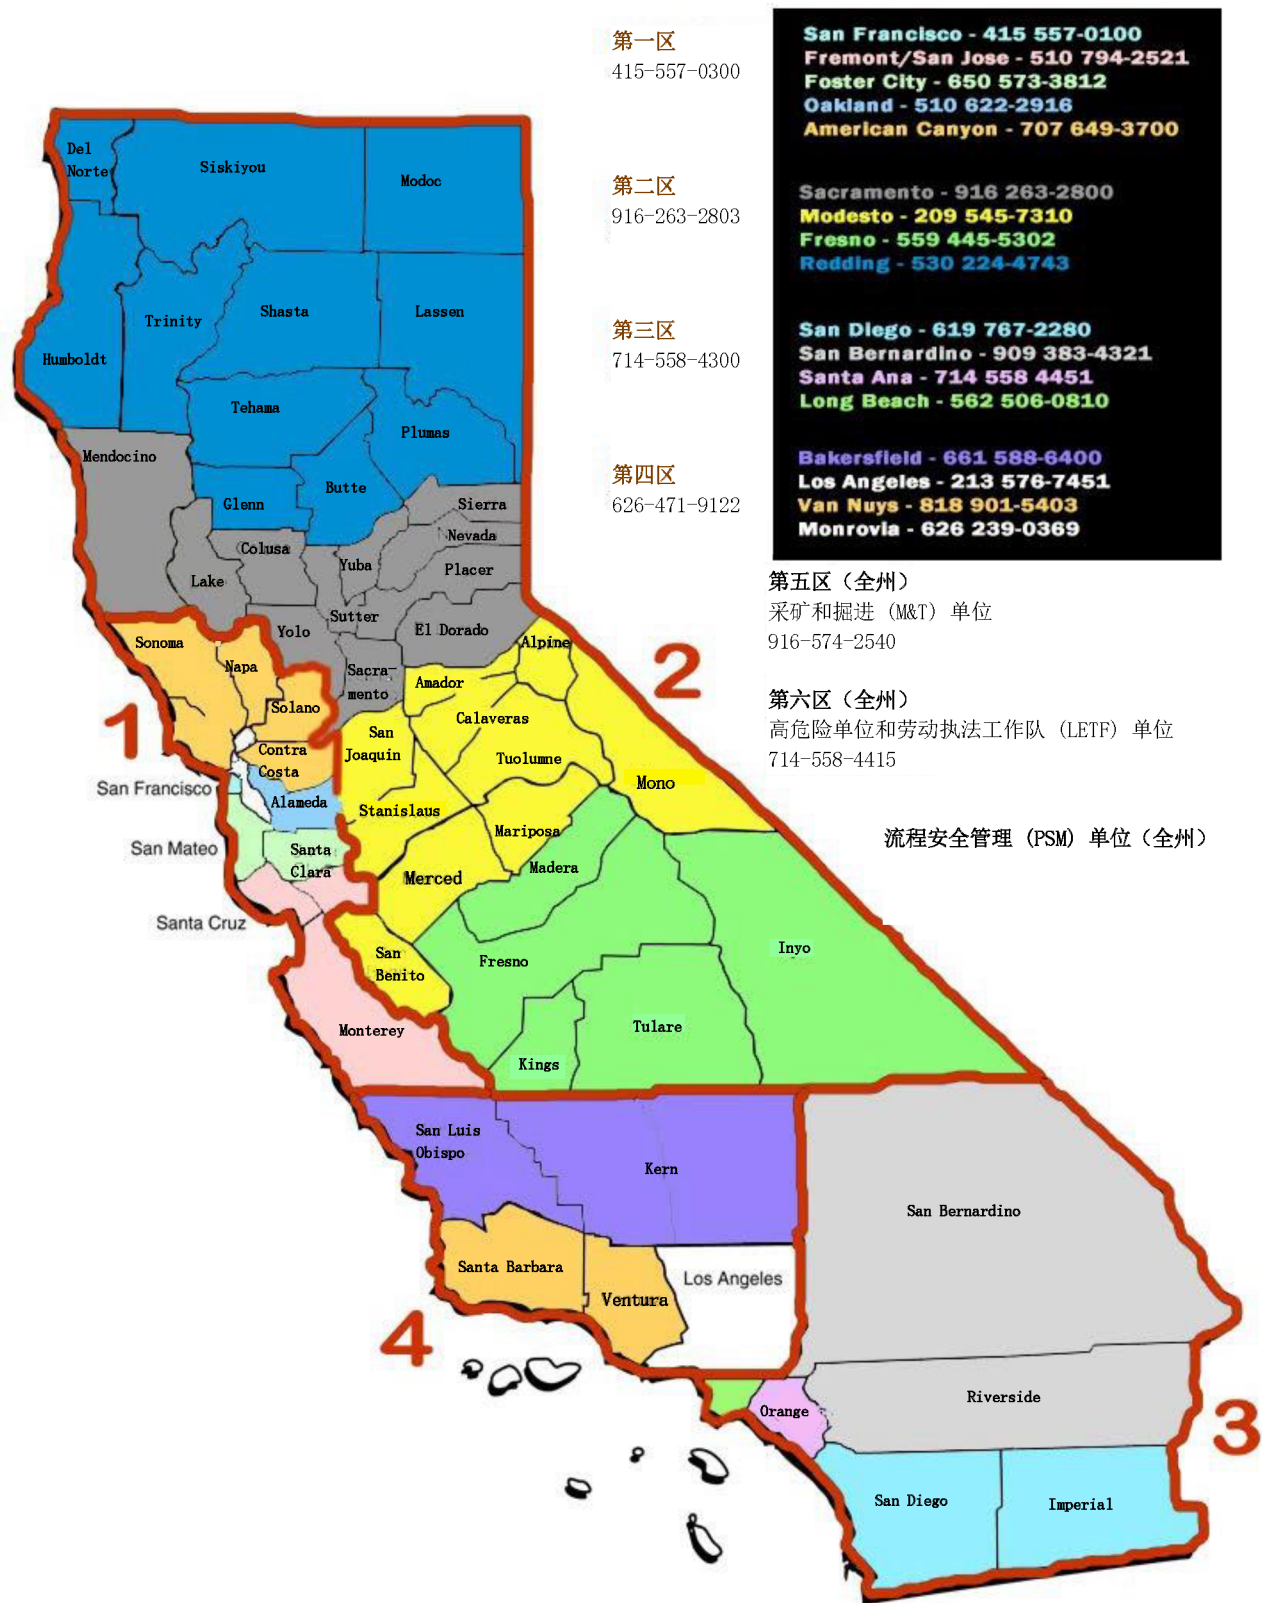 第一区
415-557-0300
San Francisco - 415 557-0100
Fremont/San Jose - 510 794-2521
Foster City - 650 573-3812
Oakland - 510 622-2916
American Canyon - 707 649-3700
第二区
916-263-2803
Sacramento - 916 263-2800
Modesto - 209 545-7310
Fresno - 559 445-5302
Redding - 530 224-4743
第三区
714-558-4300
San Diego - 619 767-2280
San Bernardino - 909 383-4321
Santa Ana - 714 558 4451
Long Beach - 562 506-0810
第四区
626-471-9122
Bakersfield - 661 588-6400
Los Angeles - 213 576-7451
Van Nuys - 818 901-5403
Monrovia - 626 239-0369
第五区（全州）
采矿和掘进 (M&T) 单位
916-574-2540
第六区（全州）
高危险单位和劳动执法工作队 (LETF) 单位
714-558-4415
流程安全管理 (PSM) 单位（全州）
Del
Norte
Siskiyou
Modoc
Humboldt
Trinity
Shasta
Lassen
Tehama
Plumas
Mendocino
Glenn
Butte
Sierra
Nevada
Colusa
Yuba
Placer
Lake
Sutter
El Dorado
Yolo
Sonoma
Napa
Sacra-
mento
Alpine
Amador
Solano
1
2
Calaveras
San
Joaquin
Contra
Costa
Tuolumne
Mono
San Francisco
Alameda
Stanislaus
Mariposa
San Mateo
Santa
Clara
Madera
Merced
Santa Cruz
San
Benito
Fresno
Inyo
Monterey
Tulare
Kings
San Luis
Obispo
Kern
San Bernardino
Santa Barbara
Los Angeles
Ventura
4
Riverside
Orange
3
San Diego
Imperial